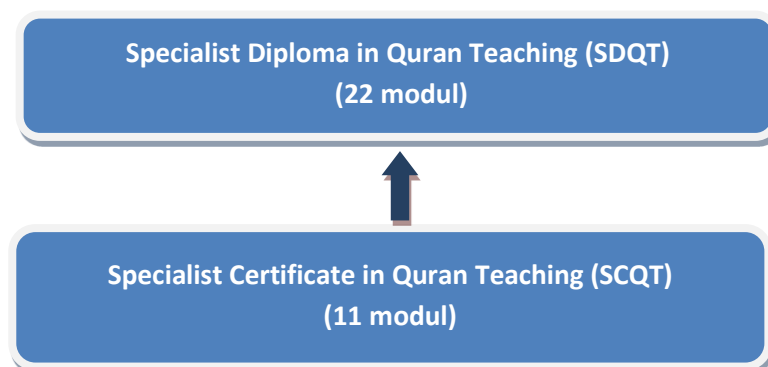 Specialist Diploma in Quran Teaching (SDQT)
(22 modul)
Specialist Certificate in Quran Teaching (SCQT)
(11 modul)